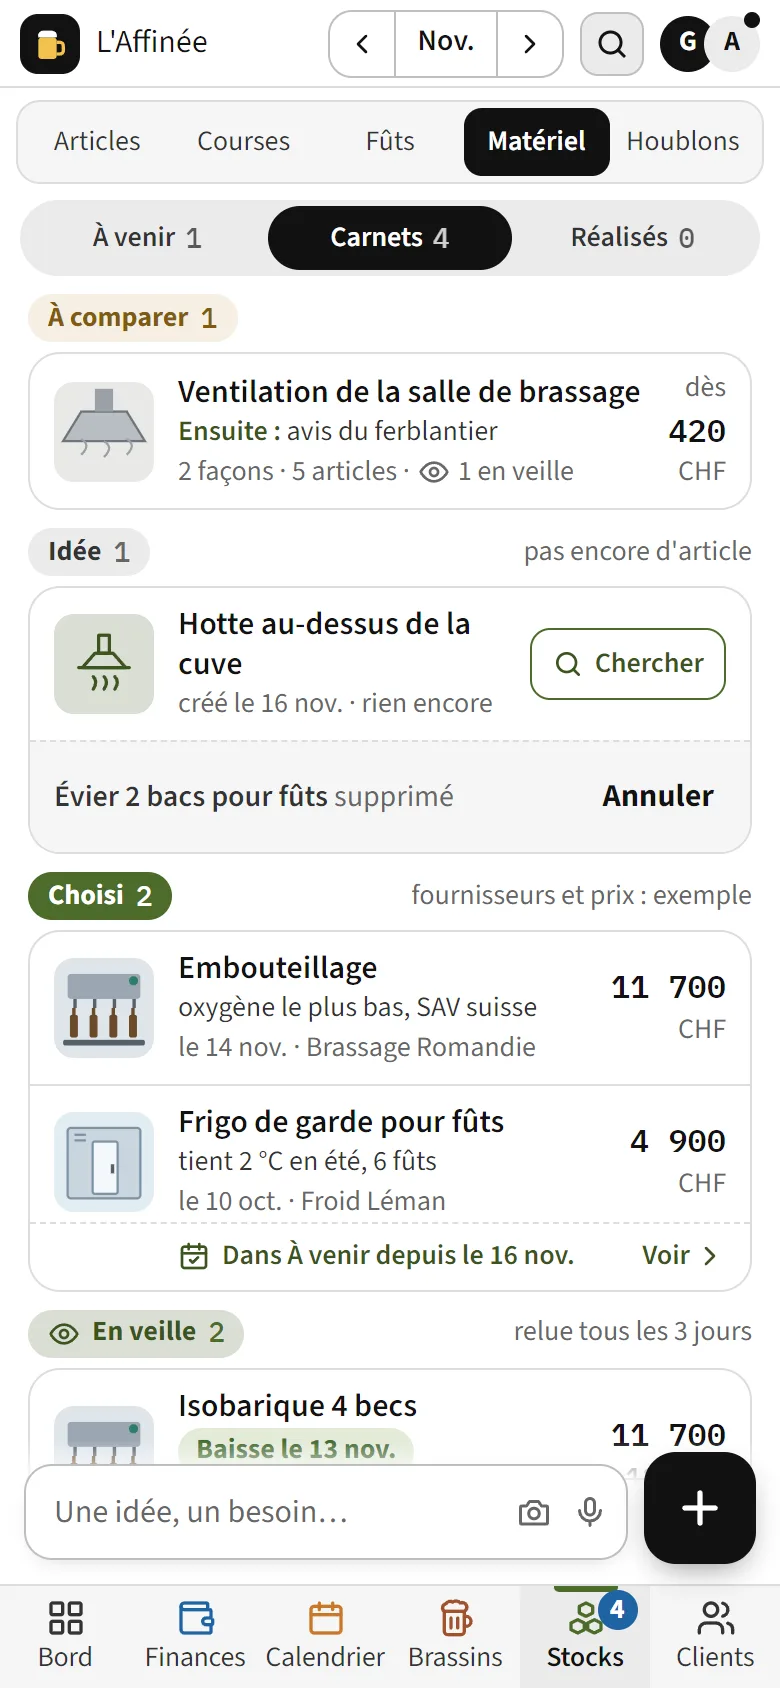 L'Affinée
Nov.
G A
Articles Courses Fûts Matériel Houblons
À venir 1 Carnets 4 Réalisés 0
À comparer 1
Ventilation de la salle de brassage
Ensuite : avis du ferblantier
2 façons · 5 articles · 1 en veille
dès
420
CHF
Idée 1 pas encore d'article
Hotte au-dessus de la
cuve
créé le 16 nov. · rien encore
Chercher
Évier 2 bacs pour fûts supprimé Annuler
Choisi 2 fournisseurs et prix : exemple
Embouteillage
oxygène le plus bas, SAV suisse
le 14 nov. · Brassage Romandie
11 700
CHF
Frigo de garde pour fûts
tient 2 °C en été, 6 fûts
le 10 oct. · Froid Léman
4 900
CHF
Dans À venir depuis le 16 nov. Voir
En veille 2 relue tous les 3 jours
Isobarique 4 becs
Baisse le 13 nov.
11 700
Une idée, un besoin…
4
Bord Finances Calendrier Brassins Stocks Clients